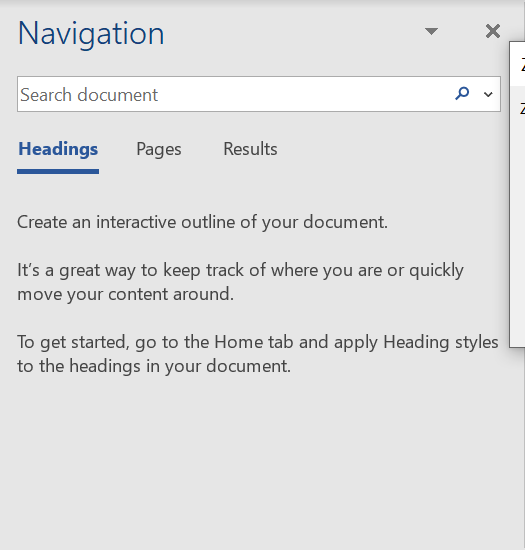 Navigation
Search document
Headings Pages Results
Create an interactive outline of your document.
It's a great way to keep track of where you are or quickly
move your content around.
To get started, go to the Home tab and apply Heading styles
to the headings in your document.